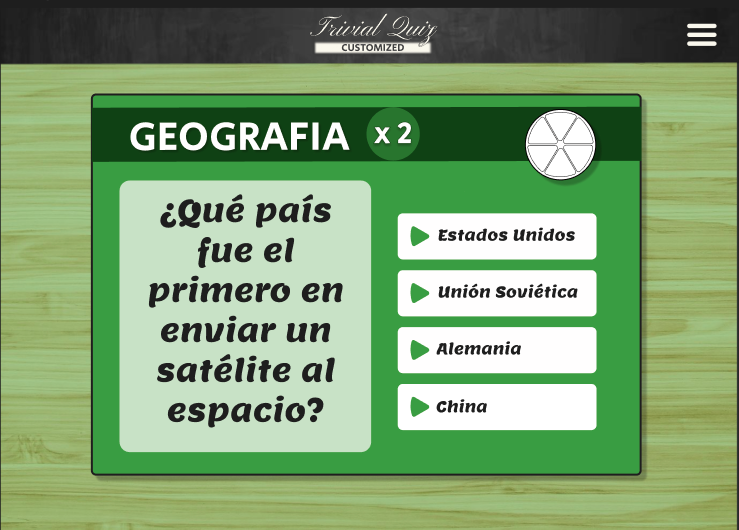 Trivial Quiz
CUSTOMIZED
GEOGRAFIA x 2
¿Qué país
fue el
primero en
enviar un
satélite al
espacio?
Estados Unidos
Unión Soviética
Alemania
China